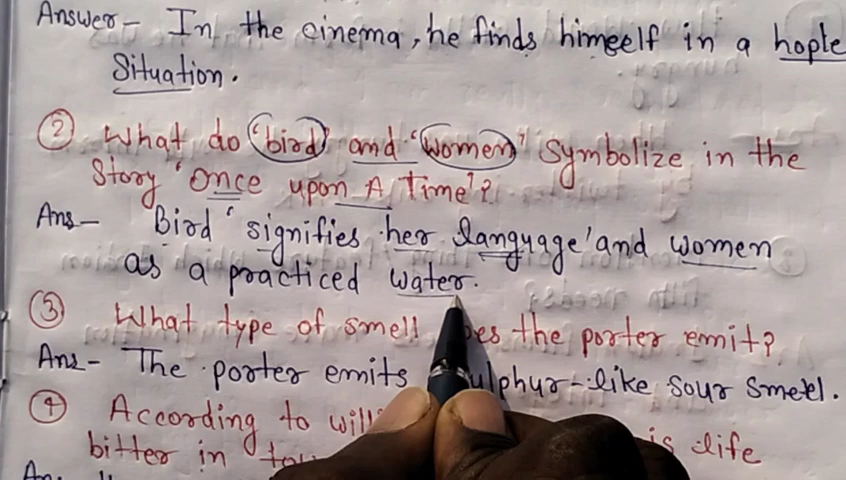 Answer - In the cinema, he finds himeelf in a hople
Situation.
② What do 'bird' and 'Women' Symbolize in the
Story 'Once upon A Time'?
Ans - Bird 'signifies her language' and women
as a practiced water.
③ What type of smell es the porter emit?
Ans - The porter emits ulphur-like sour smell.
④ According to will is life
bitter in
Ans